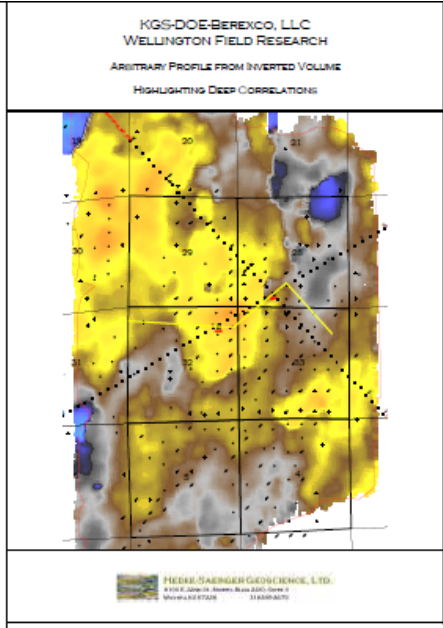 KGS-DOE-Berexco, LLC
Wellington Field Research
Arbitrary Profile from Inverted Volume
Highlighting Deep Correlations
19
20
21
30
29
28
31
32
33
5
Hedke-Saenger Geoscience, Ltd.